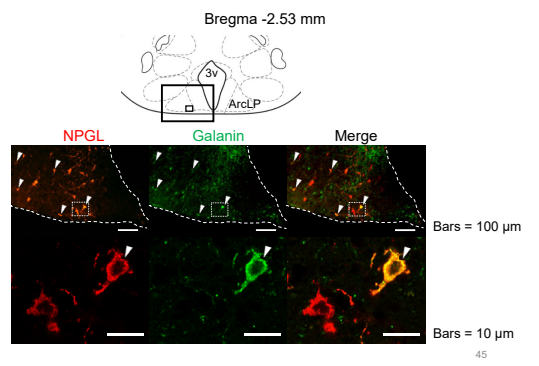 Bregma -2.53 mm
3v
ArcLP
NPGL Galanin Merge
Bars = 100 µm
Bars = 10 µm
45